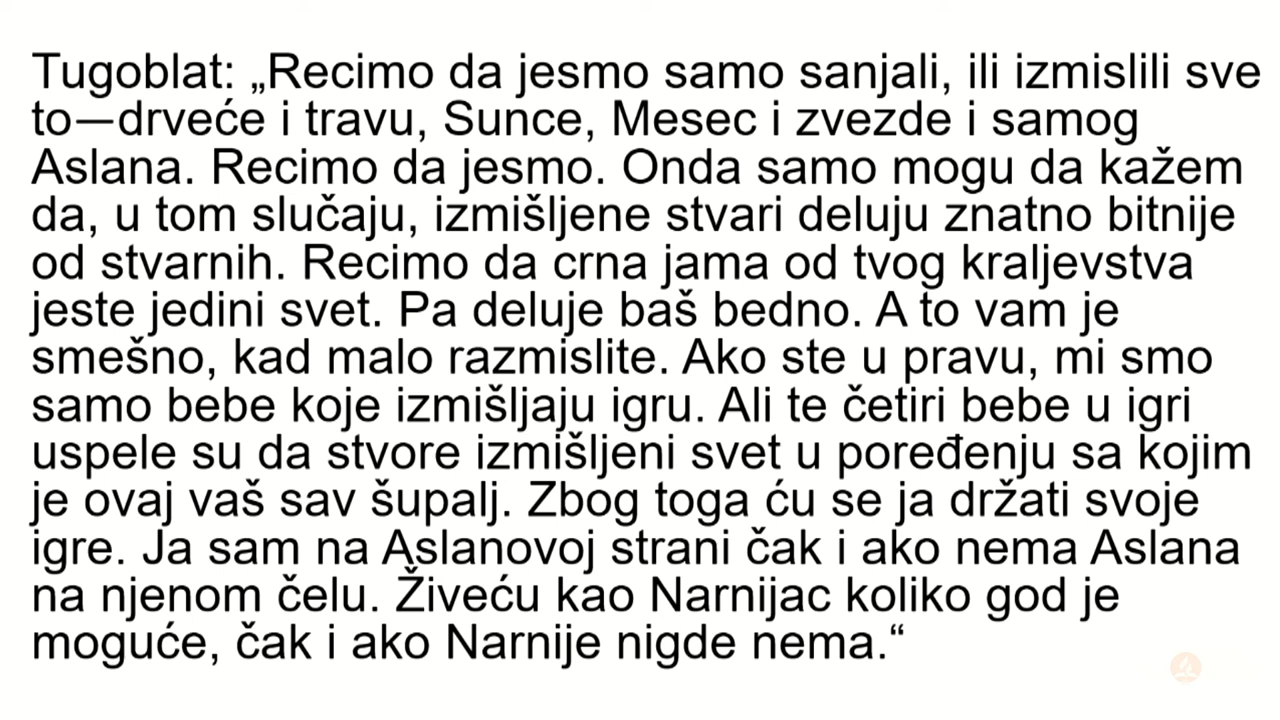 Tugoblat: „Recimo da jesmo samo sanjali, ili izmislili sve
to—drveće i travu, Sunce, Mesec i zvezde i samog
Aslana. Recimo da jesmo. Onda samo mogu da kažem
da, u tom slučaju, izmišljene stvari deluju znatno bitnije
od stvarnih. Recimo da crna jama od tvog kraljevstva
jeste jedini svet. Pa deluje baš bedno. A to vam je
smešno, kad malo razmislite. Ako ste u pravu, mi smo
samo bebe koje izmišljaju igru. Ali te četiri bebe u igri
uspele su da stvore izmišljeni svet u poređenju sa kojim
je ovaj vaš sav šupalj. Zbog toga ću se ja držati svoje
igre. Ja sam na Aslanovoj strani čak i ako nema Aslana
na njenom čelu. Živeću kao Narnijac koliko god je
moguće, čak i ako Narnije nigde nema.“